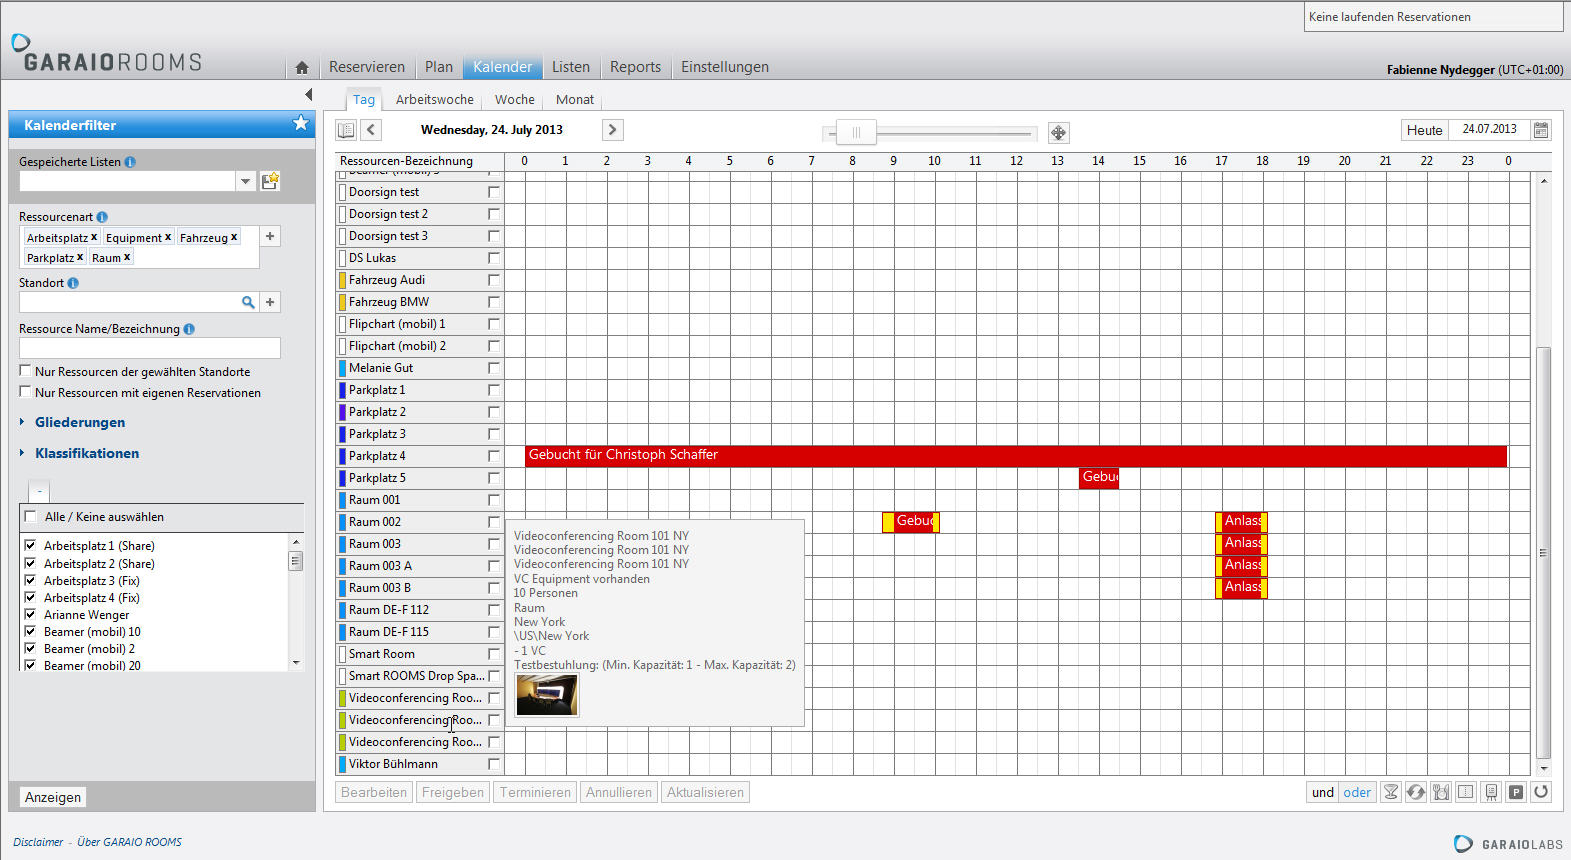 Keine laufenden Reservationen
GARAIOROOMS
Reservieren Plan Kalender Listen Reports Einstellungen
Fabienne Nydegger (UTC+01:00)
Tag Arbeitswoche Woche Monat
Kalenderfilter
Wednesday, 24. July 2013
Heute 24.07.2013
Gespeicherte Listen
Ressourcen-Bezeichnung 0 1 2 3 4 5 6 7 8 9 10 11 12 13 14 15 16 17 18 19 20 21 22 23 0
Ressourcenart
Arbeitsplatz x Equipment x Fahrzeug x
Parkplatz x Raum x
Standort
Ressource Name/Bezeichnung
Nur Ressourcen der gewählten Standorte
Nur Ressourcen mit eigenen Reservationen
Gliederungen
Klassifikationen
-
Alle / Keine auswählen
Arbeitsplatz 1 (Share)
Arbeitsplatz 2 (Share)
Arbeitsplatz 3 (Fix)
Arbeitsplatz 4 (Fix)
Arianne Wenger
Beamer (mobil) 10
Beamer (mobil) 2
Beamer (mobil) 20
Anzeigen
Doorsign test
Doorsign test 2
Doorsign test 3
DS Lukas
Fahrzeug Audi
Fahrzeug BMW
Flipchart (mobil) 1
Flipchart (mobil) 2
Melanie Gut
Parkplatz 1
Parkplatz 2
Parkplatz 3
Parkplatz 4 Gebucht für Christoph Schaffer
Parkplatz 5 Gebu
Raum 001
Raum 002 Gebuc Anlass
Raum 003 Anlass
Raum 003 A Anlass
Raum 003 B Anlass
Raum DE-F 112
Raum DE-F 115
Smart Room
Smart ROOMS Drop Spa...
Videoconferencing Roo...
Videoconferencing Roo...
Videoconferencing Roo...
Viktor Bühlmann
Videoconferencing Room 101 NY
Videoconferencing Room 101 NY
Videoconferencing Room 101 NY
VC Equipment vorhanden
10 Personen
Raum
New York
\US\New York
- 1 VC
Testbestuhlung: (Min. Kapazität: 1 - Max. Kapazität: 2)
Bearbeiten Freigeben Terminieren Annullieren Aktualisieren
und oder P
Disclaimer - Über GARAIO ROOMS
GARAIOLABS